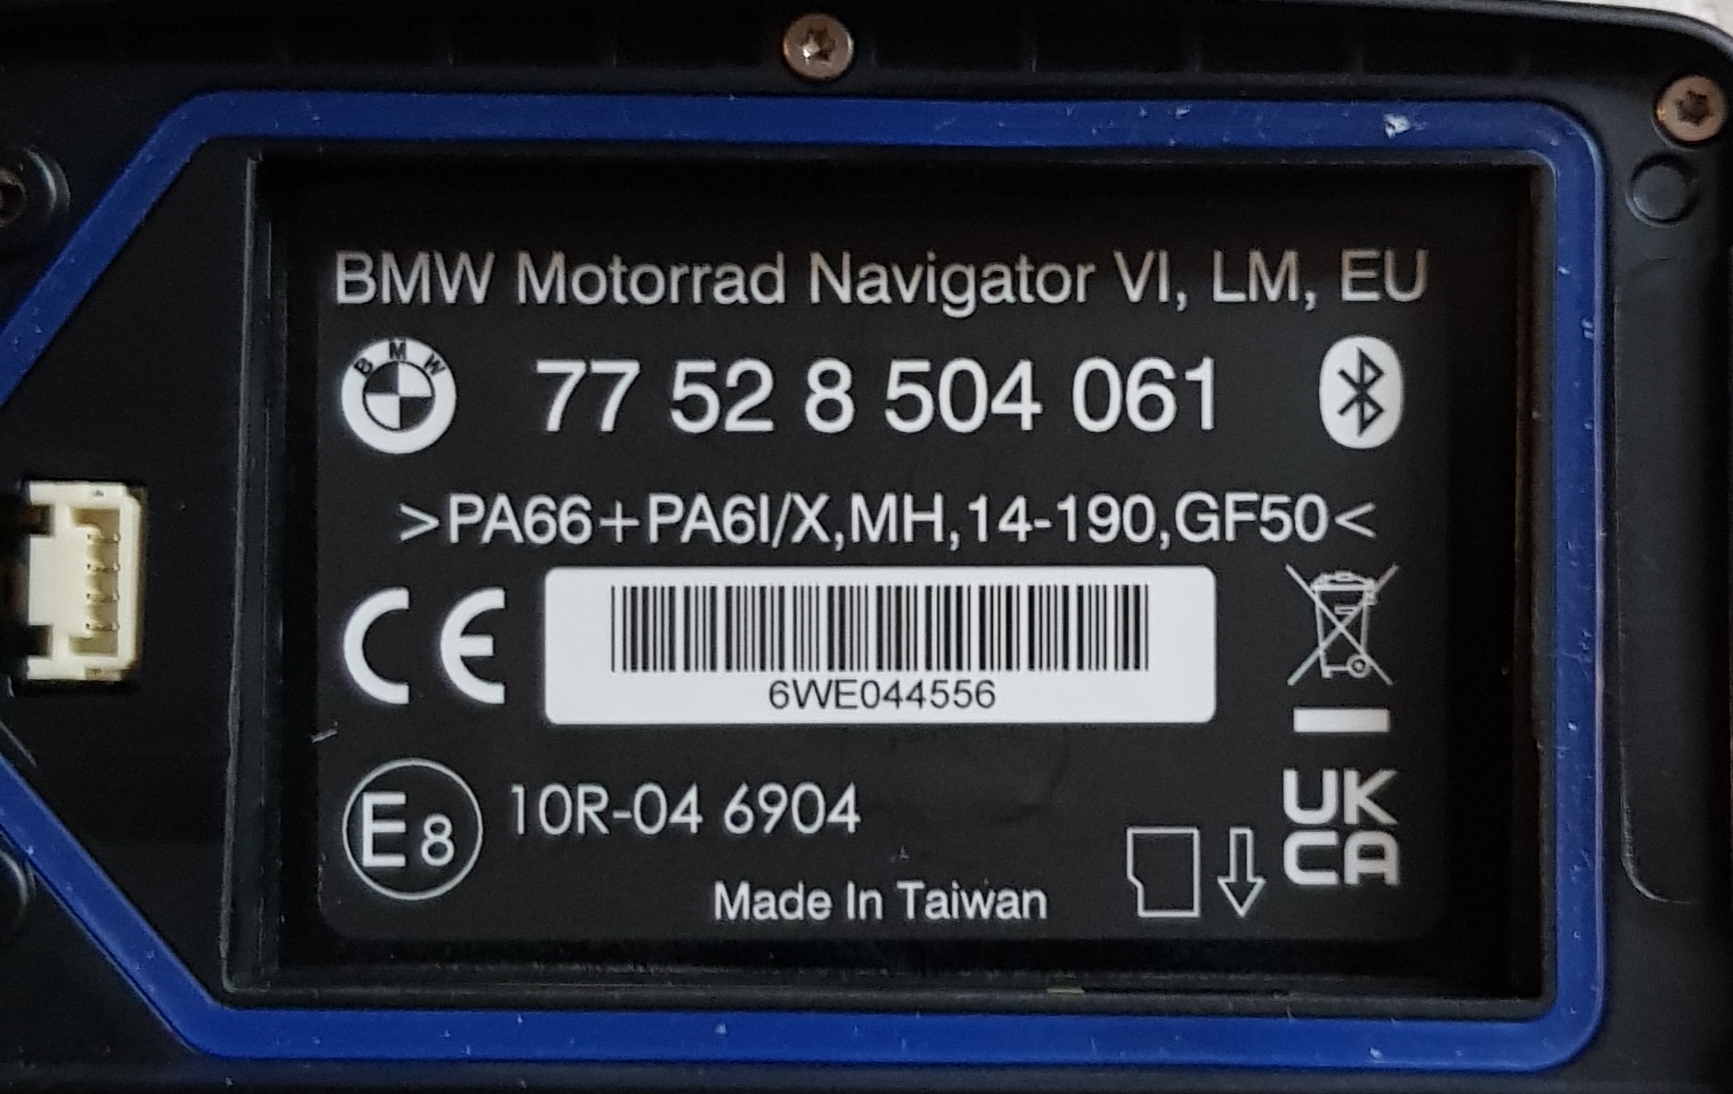 BMW Motorrad Navigator VI, LM, EU
BMW
77 52 8 504 061
>PA66+PA6I/X,MH,14-190,GF50<
CE
6WE044556
E8 10R-04 6904
UK
CA
Made In Taiwan